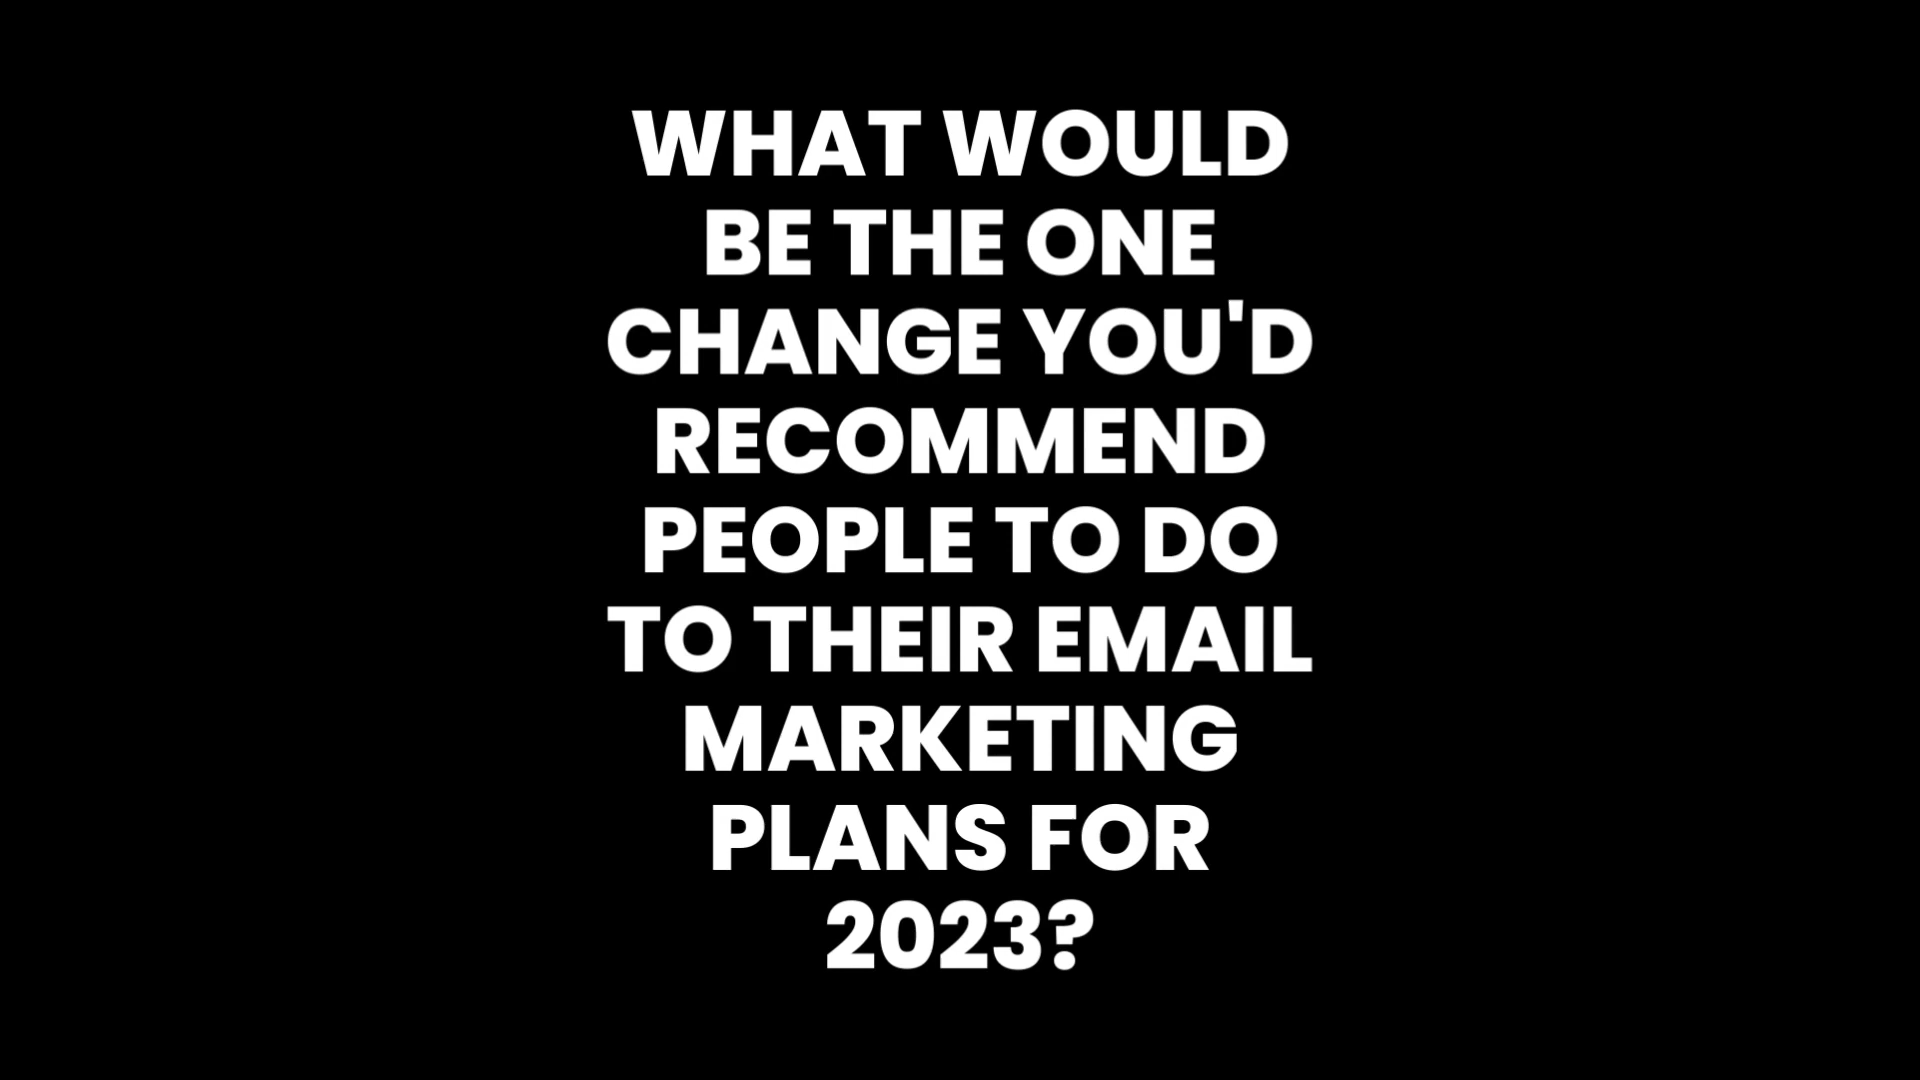 WHAT WOULD
BE THE ONE
CHANGE YOU'D
RECOMMEND
PEOPLE TO DO
TO THEIR EMAIL
MARKETING
PLANS FOR
2023?